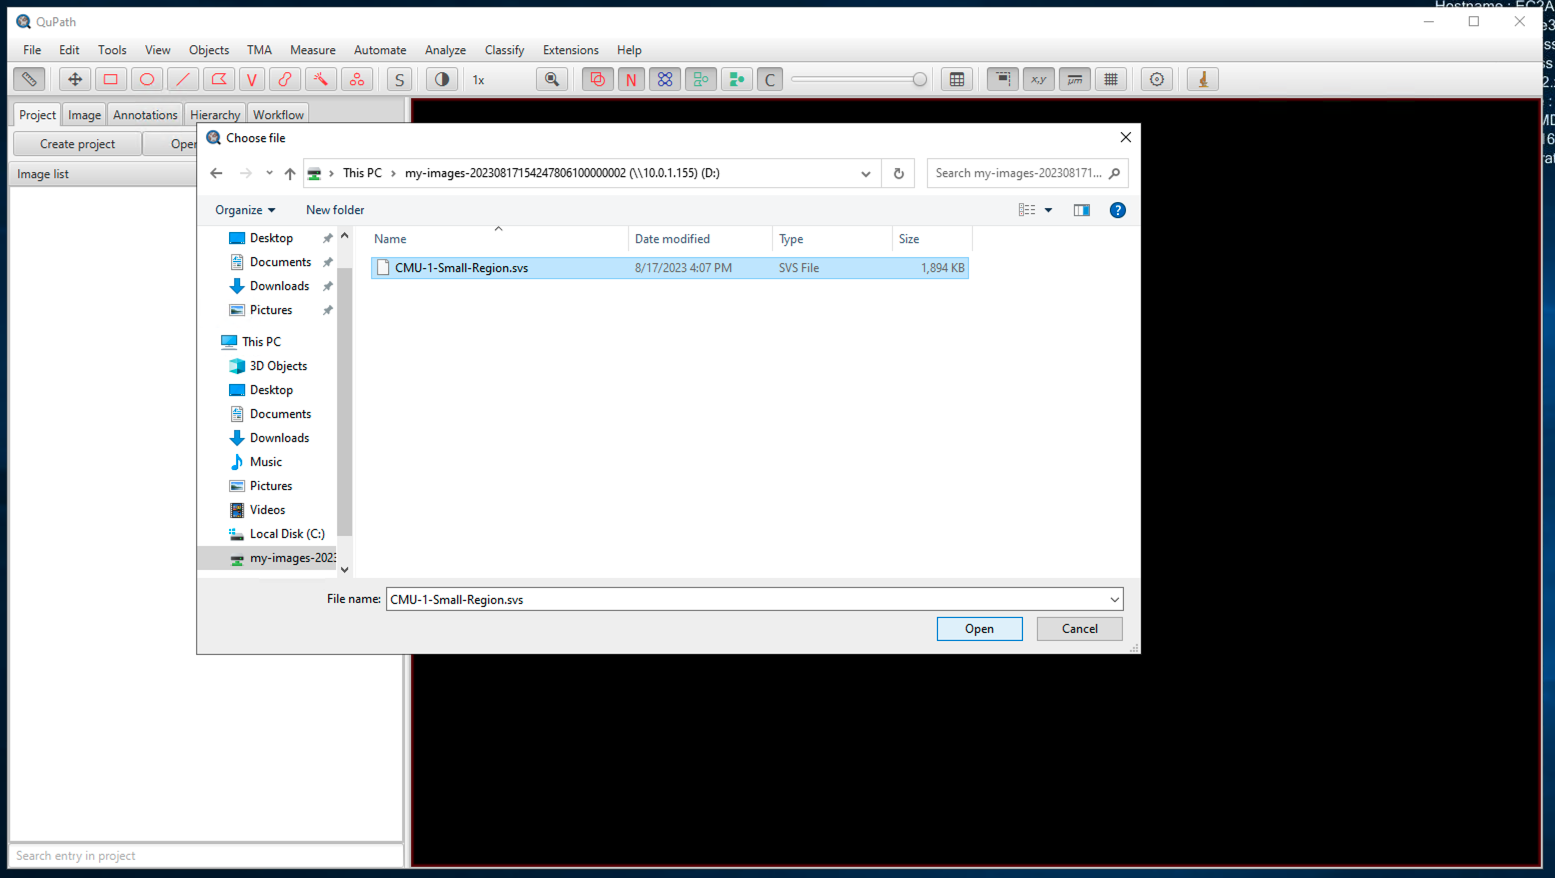 Hostname : EC2A
QuPath
File Edit Tools View Objects TMA Measure Automate Analyze Classify Extensions Help
S 1x N C x,y μm
V
Project Image Annotations Hierarchy Workflow
Create project
Image list
Choose file
This PC › my-images-20230817154247806100000002 (\\10.0.1.155) (D:)
Search my-images-202308171...
Organize New folder
Name Date modified Type Size
CMU-1-Small-Region.svs 8/17/2023 4:07 PM SVS File 1,894 KB
Desktop
Documents
Downloads
Pictures
This PC
3D Objects
Desktop
Documents
Downloads
Music
Pictures
Videos
Local Disk (C:)
my-images-2023
File name: CMU-1-Small-Region.svs
Open Cancel
Search entry in project